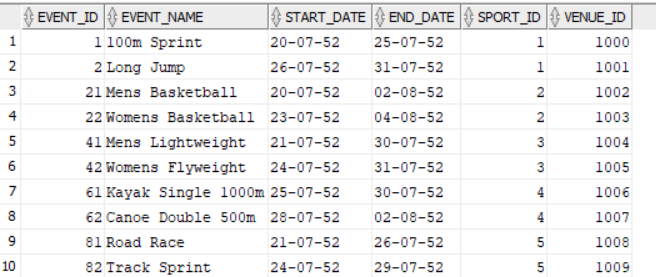 EVENT_ID EVENT_NAME START_DATE END_DATE SPORT_ID VENUE_ID
1 1 100m Sprint 20-07-52 25-07-52 1 1000
2 2 Long Jump 26-07-52 31-07-52 1 1001
3 21 Mens Basketball 20-07-52 02-08-52 2 1002
4 22 Womens Basketball 23-07-52 04-08-52 2 1003
5 41 Mens Lightweight 21-07-52 30-07-52 3 1004
6 42 Womens Flyweight 24-07-52 31-07-52 3 1005
7 61 Kayak Single 1000m 25-07-52 30-07-52 4 1006
8 62 Canoe Double 500m 28-07-52 02-08-52 4 1007
9 81 Road Race 21-07-52 26-07-52 5 1008
10 82 Track Sprint 24-07-52 29-07-52 5 1009